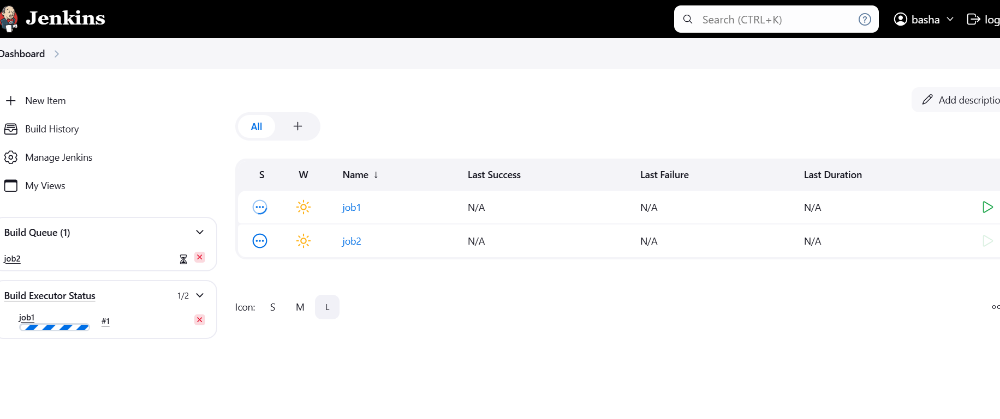 Jenkins
Search (CTRL+K)
basha
log
Dashboard
New Item
Build History
Manage Jenkins
My Views
Add descriptio
All
S W Name ↓ Last Success Last Failure Last Duration
job1 N/A N/A N/A
job2 N/A N/A N/A
Build Queue (1)
job2
Build Executor Status 1/2
job1 #1
Icon: S M L